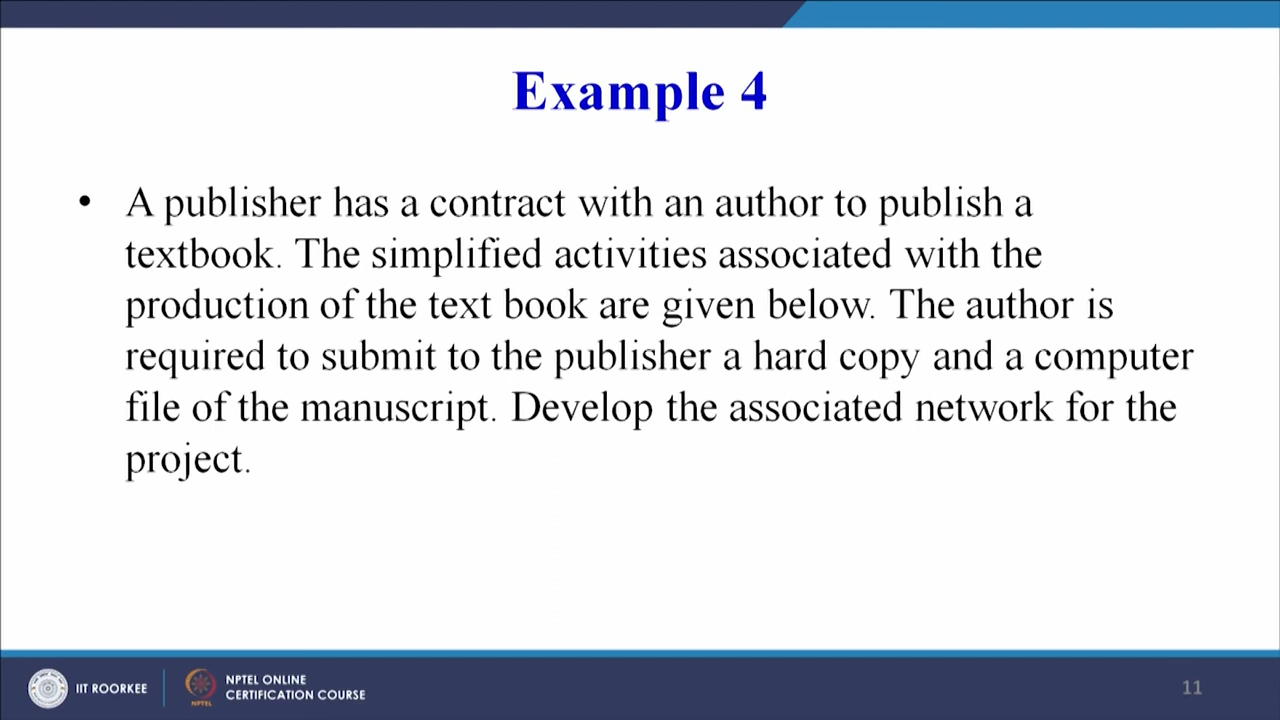 Example 4
• A publisher has a contract with an author to publish a
textbook. The simplified activities associated with the
production of the text book are given below. The author is
required to submit to the publisher a hard copy and a computer
file of the manuscript. Develop the associated network for the
project.
IIT ROORKEE
NPTEL
NPTEL ONLINE
CERTIFICATION COURSE
11